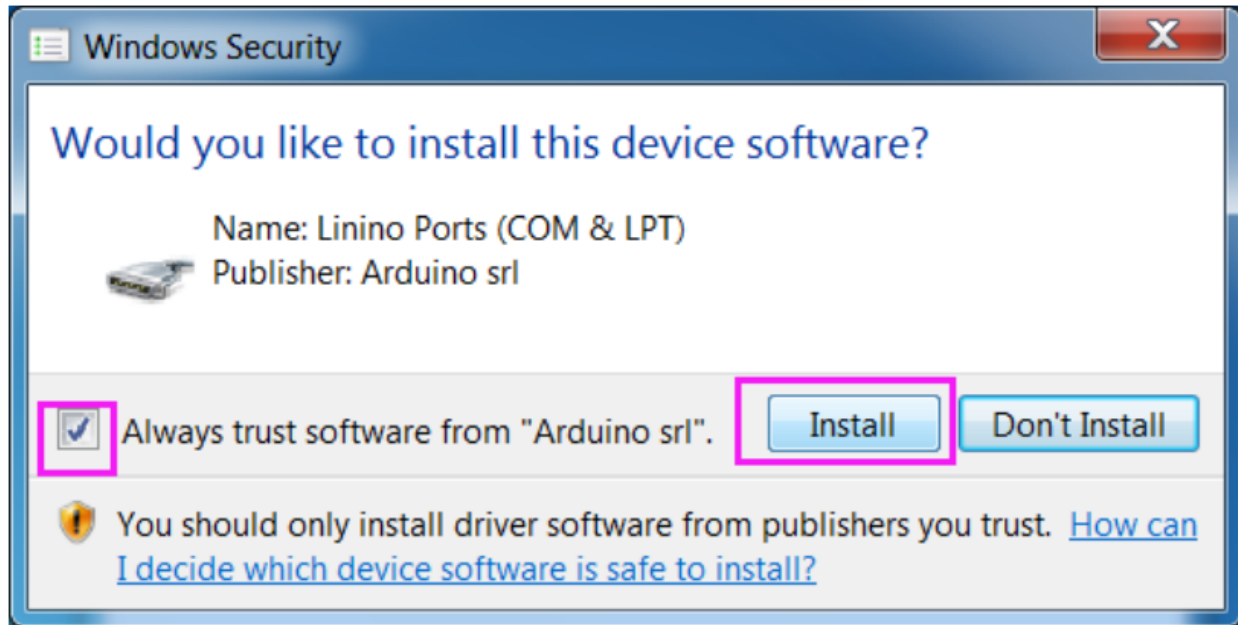 Windows Security
Would you like to install this device software?
Name: Linino Ports (COM & LPT)
Publisher: Arduino srl
Always trust software from "Arduino srl".
Install
Don't Install
You should only install driver software from publishers you trust. How can
I decide which device software is safe to install?